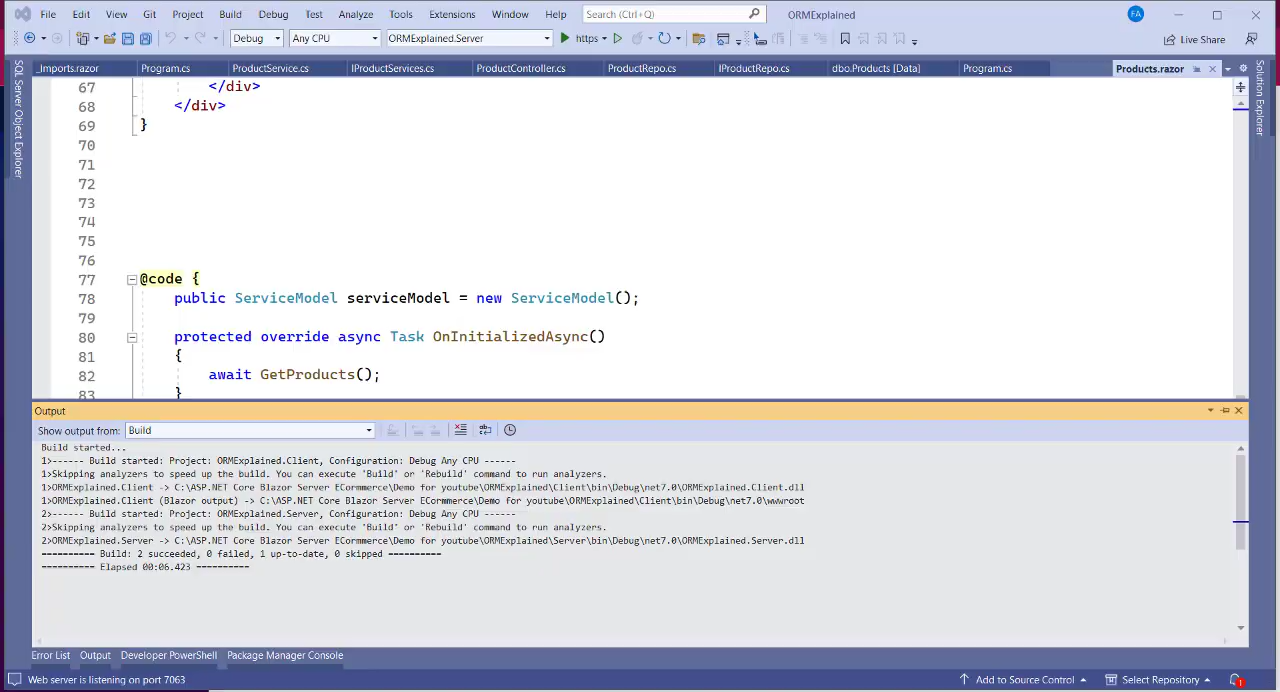 File Edit View Git Project Build Debug Test Analyze Tools Extensions Window Help Search (Ctrl+Q) ORMExplained FA
Debug Any CPU ORMExplained.Server https Live Share
_Imports.razor Program.cs ProductService.cs IProductServices.cs ProductController.cs ProductRepo.cs IProductRepo.cs dbo.Products [Data] Program.cs Products.razor
SQL Server Object Explorer
Solution Explorer
67 </div>
68 </div>
69 }
70
71
72
73
74
75
76
77 @code {
78 public ServiceModel serviceModel = new ServiceModel();
79
80 protected override async Task OnInitializedAsync()
81 {
82 await GetProducts();
83 }
Output
Show output from: Build
Build started...
1>------ Build started: Project: ORMExplained.Client, Configuration: Debug Any CPU ------
1>Skipping analyzers to speed up the build. You can execute 'Build' or 'Rebuild' command to run analyzers.
1>ORMExplained.Client -> C:\ASP.NET Core Blazor Server ECormmerce\Demo for youtube\ORMExplained\Client\bin\Debug\net7.0\ORMExplained.Client.dll
1>ORMExplained.Client (Blazor output) -> C:\ASP.NET Core Blazor Server ECormmerce\Demo for youtube\ORMExplained\Client\bin\Debug\net7.0\wwwroot
2>------ Build started: Project: ORMExplained.Server, Configuration: Debug Any CPU ------
2>Skipping analyzers to speed up the build. You can execute 'Build' or 'Rebuild' command to run analyzers.
2>ORMExplained.Server -> C:\ASP.NET Core Blazor Server ECormmerce\Demo for youtube\ORMExplained\Server\bin\Debug\net7.0\ORMExplained.Server.dll
========== Build: 2 succeeded, 0 failed, 1 up-to-date, 0 skipped ==========
========== Elapsed 00:06.423 ==========
Error List Output Developer PowerShell Package Manager Console
Web server is listening on port 7063 Add to Source Control Select Repository 1